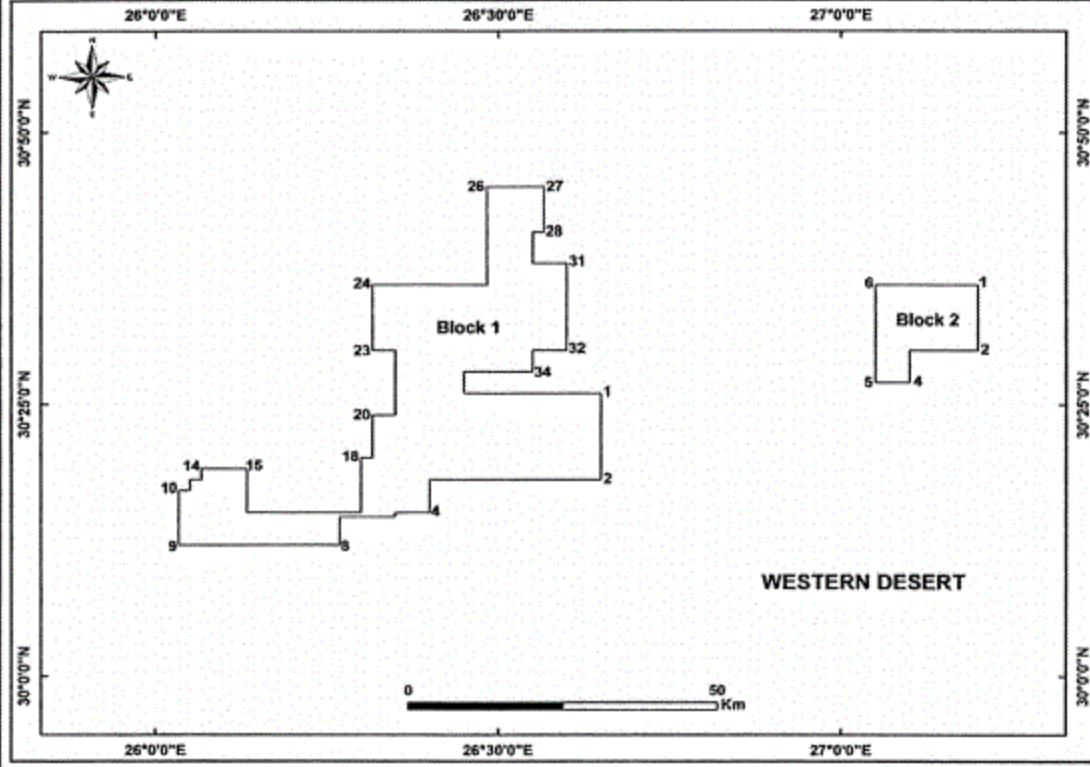 26°0'0"E 26°30'0"E 27°0'0"E
N
W E
S
30°50'0"N 30°50'0"N
26 27
28
31
24 6 1
Block 1 Block 2
23 32 2
34 5 4
1
30°25'0"N 30°25'0"N
20
18
14 15
10 2
4
9 8
WESTERN DESERT
30°0'0"N 30°0'0"N
0 50
Km
26°0'0"E 26°30'0"E 27°0'0"E